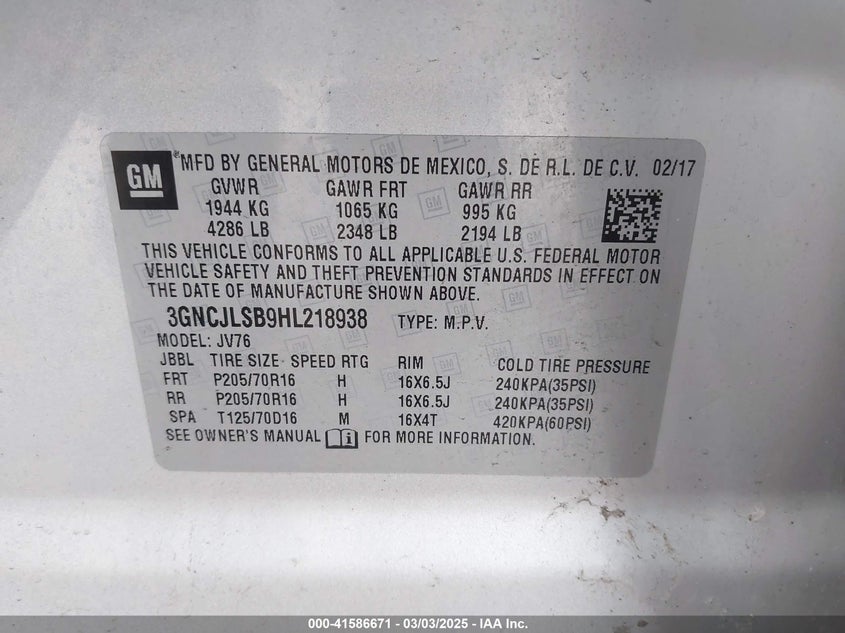 GM
MFD BY GENERAL MOTORS DE MEXICO, S. DE R.L. DE C.V. 02/17
GVWR GAWR FRT GAWR RR
1944 KG 1065 KG 995 KG
4286 LB 2348 LB 2194 LB
THIS VEHICLE CONFORMS TO ALL APPLICABLE U.S. FEDERAL MOTOR
VEHICLE SAFETY AND THEFT PREVENTION STANDARDS IN EFFECT ON
THE DATE OF MANUFACTURE SHOWN ABOVE.
3GNCJLSB9HL218938 TYPE: M.P.V.
MODEL: JV76
JBBL TIRE SIZE SPEED RTG RIM COLD TIRE PRESSURE
FRT P205/70R16 H 16X6.5J 240KPA(35PSI)
RR P205/70R16 H 16X6.5J 240KPA(35PSI)
SPA T125/70D16 M 16X4T 420KPA(60PSI)
SEE OWNER'S MANUAL FOR MORE INFORMATION.
000-41586671 - 03/03/2025 - IAA Inc.